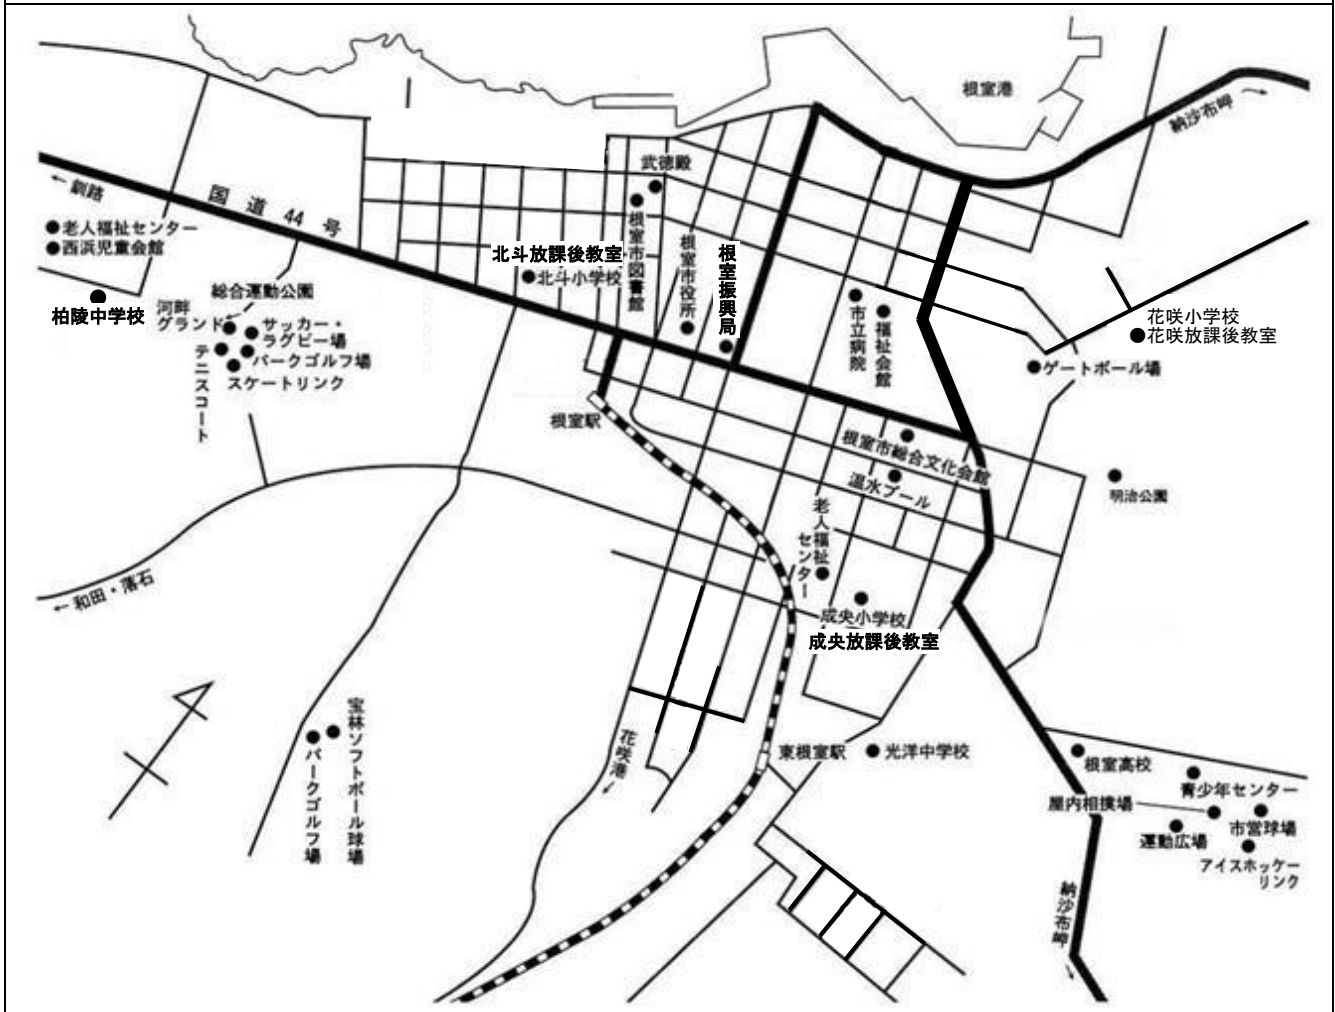 根室港
納沙布岬→
武徳殿
←釧路
国道44号
老人福祉センター
西浜児童会館
根室市図書館
根室市役所
根室振興局
北斗放課後教室
北斗小学校
柏陵中学校
総合運動公園
河畔
グランド
サッカー・
ラグビー場
テニスコート
パークゴルフ場
スケートリンク
市立病院
福祉会館
花咲小学校
花咲放課後教室
ゲートボール場
根室駅
根室市総合文化会館
温水プール
明治公園
老人福祉
センター
成央小学校
成央放課後教室
←和田・落石
宝林ソフトボール球場
パークゴルフ場
花咲港→
東根室駅
光洋中学校
根室高校
青少年センター
屋内相撲場
市営球場
運動広場
アイスホッケー
リンク
納沙布岬→